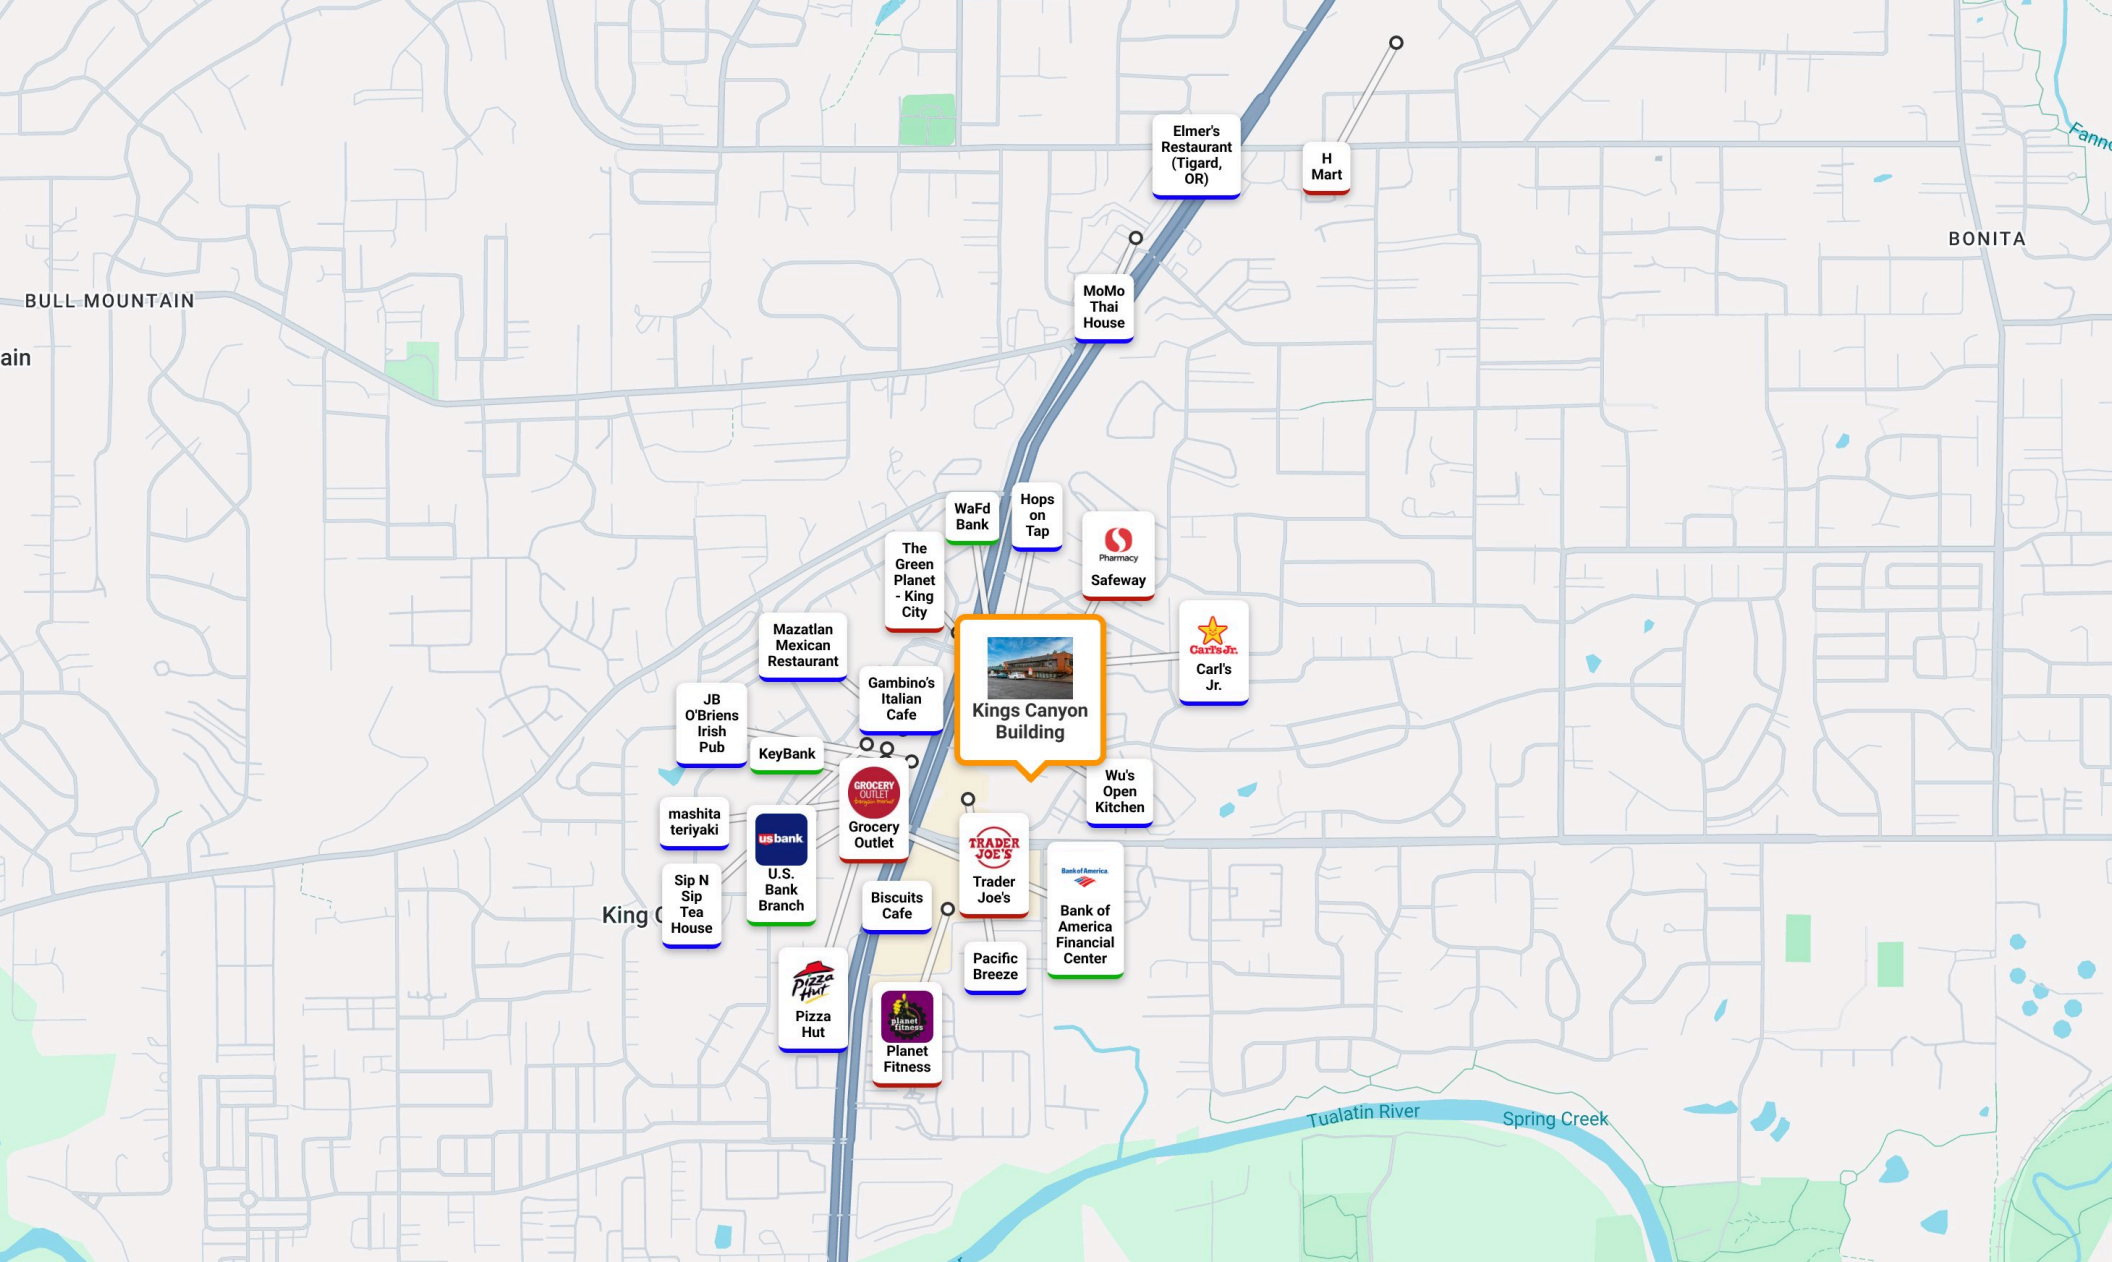 Elmer's
Restaurant
(Tigard,
OR)
H
Mart
Fanno
BONITA
BULL MOUNTAIN
MoMo
Thai
House
ain
WaFd
Bank
Hops
on
Tap
The
Green
Planet
- King
City
Pharmacy
Safeway
Mazatlan
Mexican
Restaurant
Carl's Jr.
Carl's
Jr.
Gambino's
Italian
Cafe
Kings Canyon
Building
JB
O'Briens
Irish
Pub
KeyBank
Wu's
Open
Kitchen
GROCERY
OUTLET
bargain market
Grocery
Outlet
mashita
teriyaki
usbank
U.S.
Bank
Branch
TRADER
JOE'S
Trader
Joe's
Bank of America
Bank of
America
Financial
Center
Sip N
Sip
Tea
House
King C
Biscuits
Cafe
Pacific
Breeze
Pizza
Hut
Pizza
Hut
planet
fitness
Planet
Fitness
Tualatin River
Spring Creek